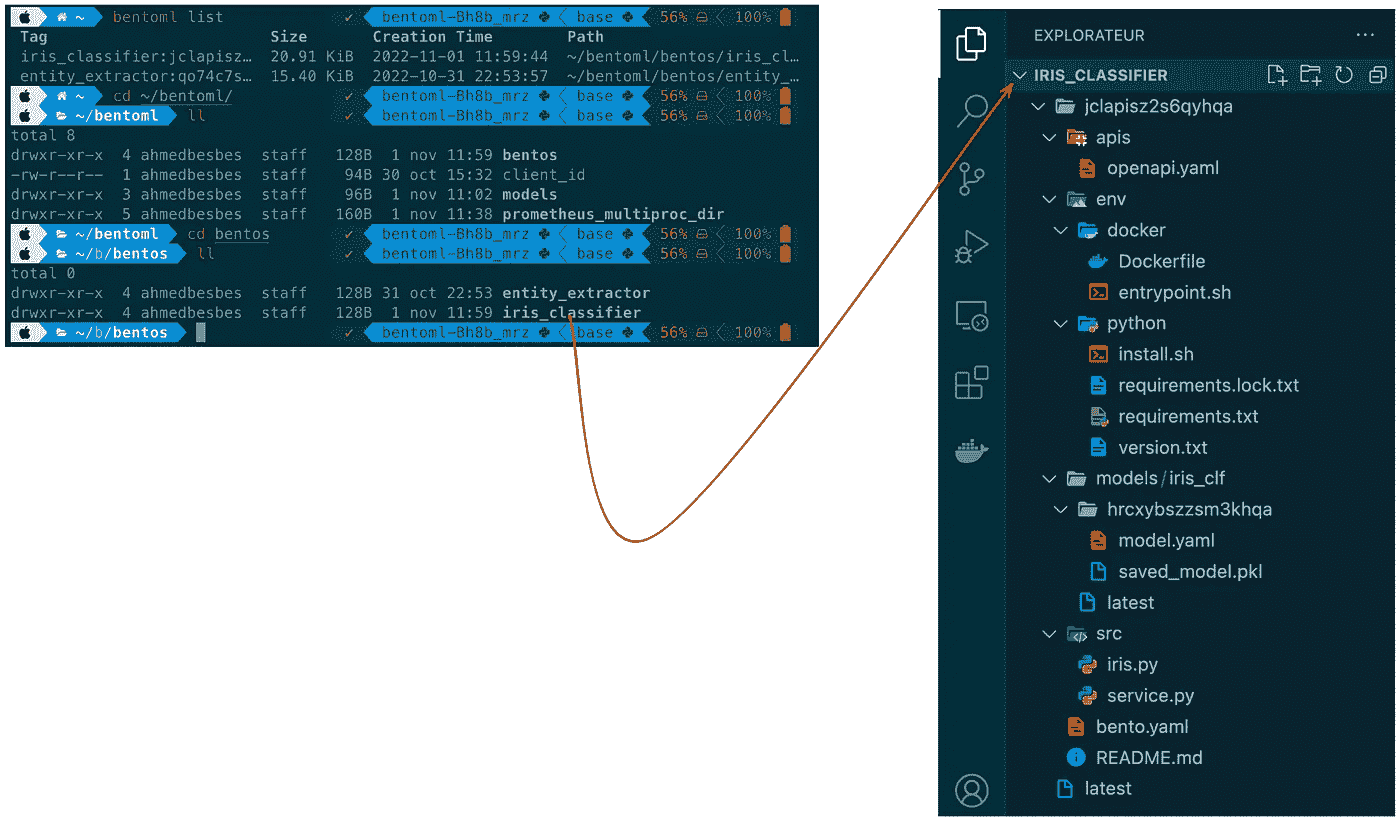 ~ bentoml list ✔ bentoml-Bh8b_mrz base 56% 100%
Tag Size Creation Time Path
iris_classifier:jclapisz… 20.91 KiB 2022-11-01 11:59:44 ~/bentoml/bentos/iris_cl…
entity_extractor:qo74c7s… 15.40 KiB 2022-10-31 22:53:57 ~/bentoml/bentos/entity_…
~ cd ~/bentoml/ ✔ bentoml-Bh8b_mrz base 56% 100%
~/bentoml ll ✔ bentoml-Bh8b_mrz base 56% 100%
total 8
drwxr-xr-x 4 ahmedbesbes staff 128B 1 nov 11:59 bentos
-rw-r--r-- 1 ahmedbesbes staff 94B 30 oct 15:32 client_id
drwxr-xr-x 3 ahmedbesbes staff 96B 1 nov 11:02 models
drwxr-xr-x 5 ahmedbesbes staff 160B 1 nov 11:38 prometheus_multiproc_dir
~/bentoml cd bentos ✔ bentoml-Bh8b_mrz base 56% 100%
~/b/bentos ll ✔ bentoml-Bh8b_mrz base 56% 100%
total 0
drwxr-xr-x 4 ahmedbesbes staff 128B 31 oct 22:53 entity_extractor
drwxr-xr-x 4 ahmedbesbes staff 128B 1 nov 11:59 iris_classifier
~/b/bentos ✔ bentoml-Bh8b_mrz base 56% 100%
EXPLORATEUR ...
IRIS_CLASSIFIER
jclapisz2s6qyhqa
apis
openapi.yaml
env
docker
Dockerfile
entrypoint.sh
python
install.sh
requirements.lock.txt
requirements.txt
version.txt
models/iris_clf
hrcxybszzsm3khqa
model.yaml
saved_model.pkl
latest
src
iris.py
service.py
bento.yaml
README.md
latest